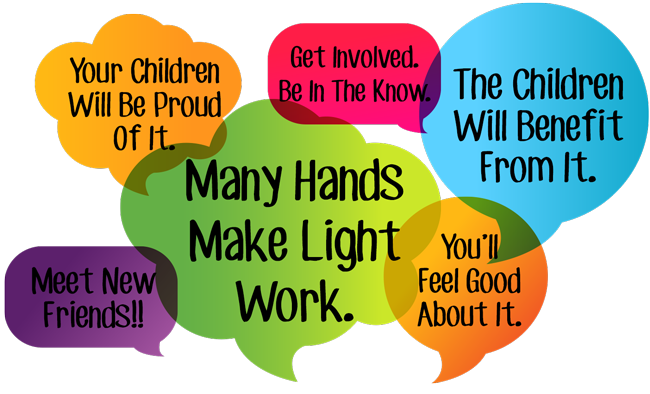 Your Children
Will Be Proud
Of It.
Get Involved.
Be In The Know.
The Children
Will Benefit
From It.
Many Hands
Make Light
Work.
Meet New
Friends!!
You'll
Feel Good
About It.